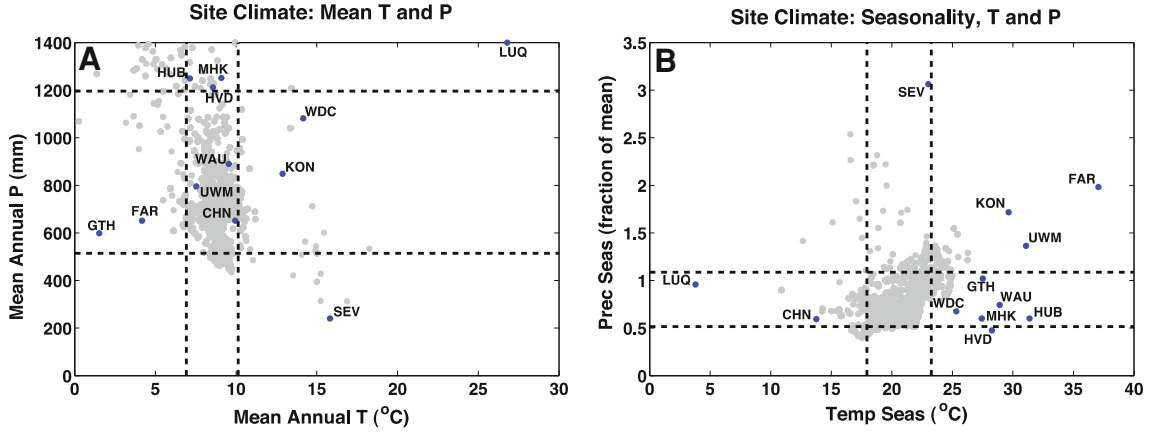 Site Climate: Mean T and P
A
Mean Annual P (mm)
1400
1200
1000
800
600
400
200
0
HUB
MHK
HVD
LUQ
WDC
WAU
KON
UWM
CHN
FAR
GTH
SEV
0 5 10 15 20 25 30
Mean Annual T (°C)
Site Climate: Seasonality, T and P
B
Prec Seas (fraction of mean)
3.5
3
2.5
2
1.5
1
0.5
0
SEV
FAR
KON
UWM
LUQ
GTH
WDC
WAU
CHN
MHK
HUB
HVD
0 5 10 15 20 25 30 35 40
Temp Seas (°C)